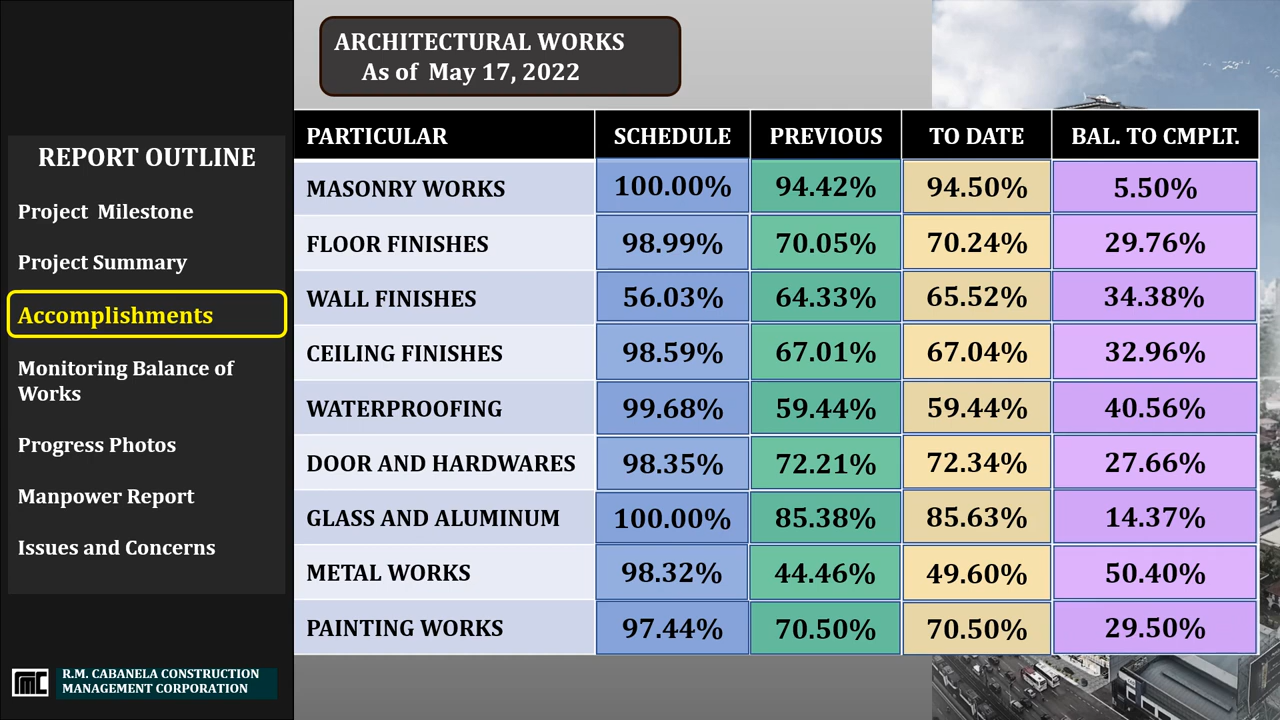 ARCHITECTURAL WORKS
As of May 17, 2022
REPORT OUTLINE
Project Milestone
Project Summary
Accomplishments
Monitoring Balance of
Works
Progress Photos
Manpower Report
Issues and Concerns
R.M. CABANELA CONSTRUCTION
MANAGEMENT CORPORATION
PARTICULAR SCHEDULE PREVIOUS TO DATE BAL. TO CMPLT.
MASONRY WORKS 100.00% 94.42% 94.50% 5.50%
FLOOR FINISHES 98.99% 70.05% 70.24% 29.76%
WALL FINISHES 56.03% 64.33% 65.52% 34.38%
CEILING FINISHES 98.59% 67.01% 67.04% 32.96%
WATERPROOFING 99.68% 59.44% 59.44% 40.56%
DOOR AND HARDWARES 98.35% 72.21% 72.34% 27.66%
GLASS AND ALUMINUM 100.00% 85.38% 85.63% 14.37%
METAL WORKS 98.32% 44.46% 49.60% 50.40%
PAINTING WORKS 97.44% 70.50% 70.50% 29.50%